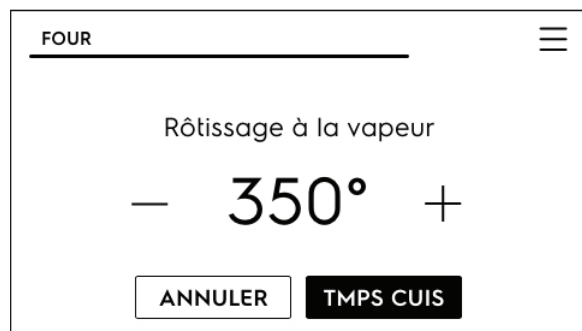 FOUR
Rôtissage à la vapeur
— 350° +
ANNULER TMPS CUIS